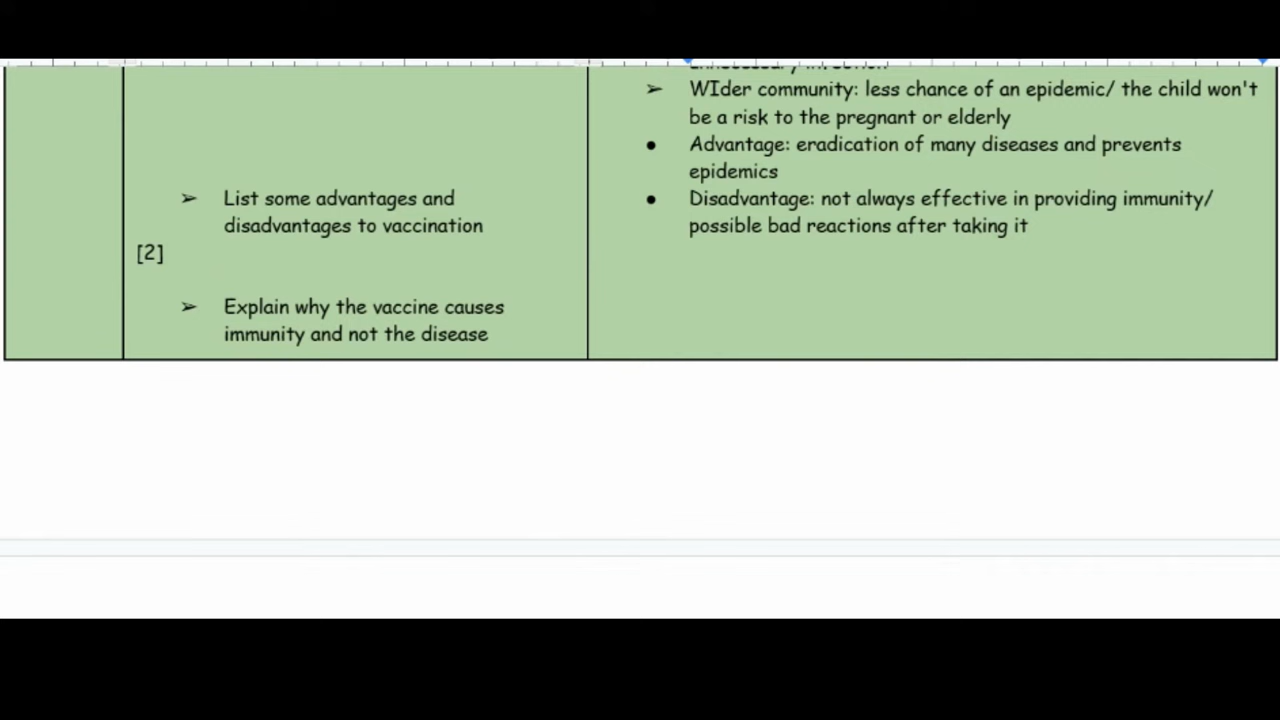 WIder community: less chance of an epidemic/ the child won't
be a risk to the pregnant or elderly
Advantage: eradication of many diseases and prevents
epidemics
List some advantages and
disadvantages to vaccination
[2]
Disadvantage: not always effective in providing immunity/
possible bad reactions after taking it
Explain why the vaccine causes
immunity and not the disease